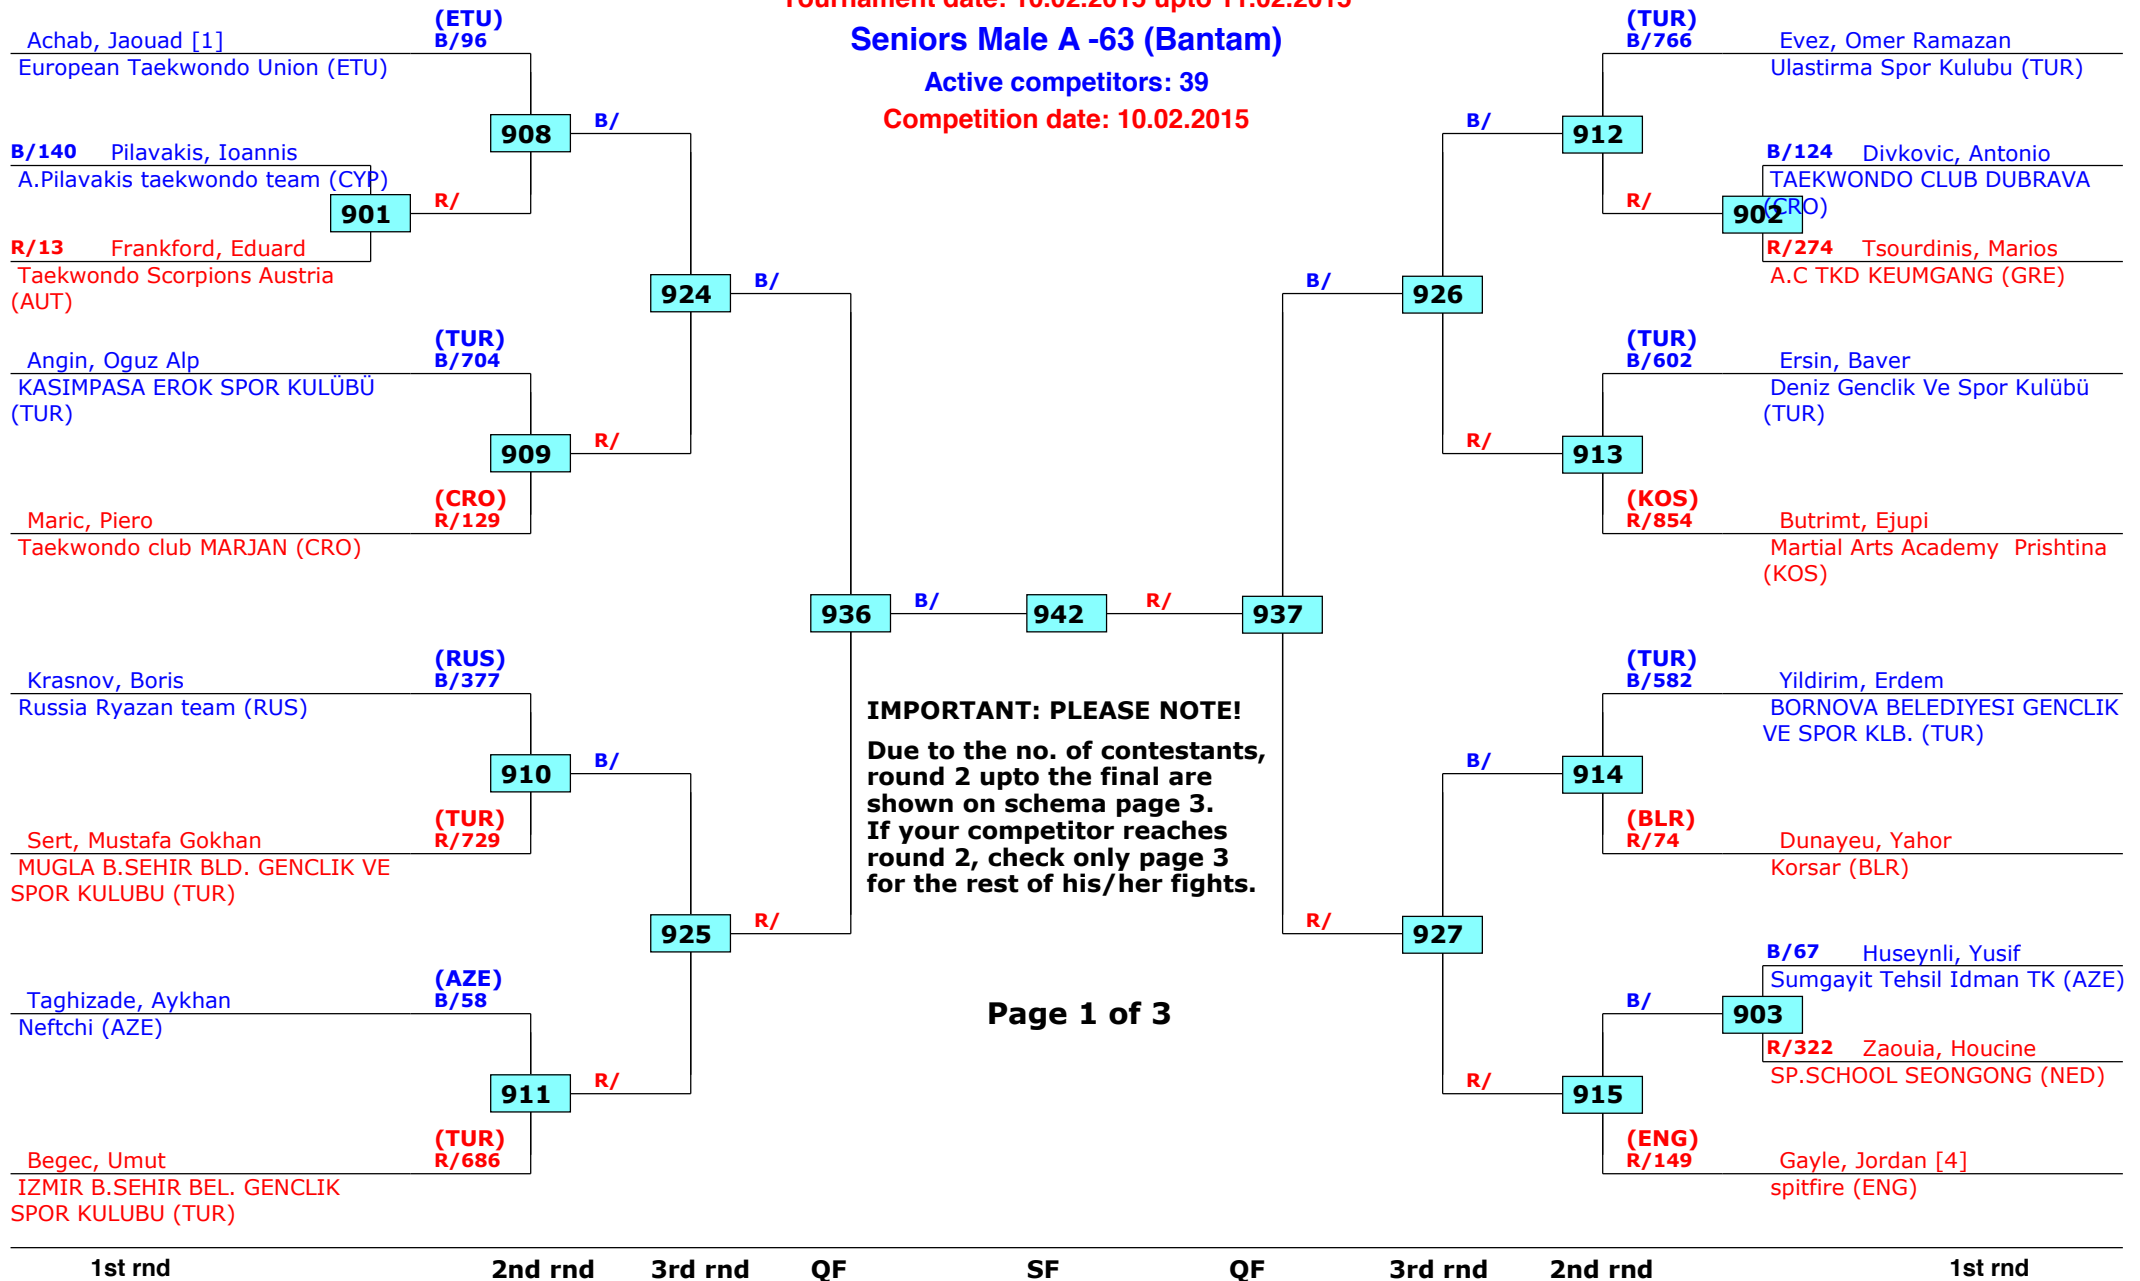 Tournament date: 10.02.2015 upto 11.02.2015
Seniors Male A -63 (Bantam)
Active competitors: 39
Competition date: 10.02.2015
(ETU)
Achab, Jaouad [1] B/96
European Taekwondo Union (ETU)
908 B/
B/140 Pilavakis, Ioannis
A.Pilavakis taekwondo team (CYP)
901 R/
R/13 Frankford, Eduard
Taekwondo Scorpions Austria
(AUT)
924 B/
(TUR)
Angin, Oguz Alp B/704
KASIMPASA EROK SPOR KULÜBÜ
(TUR)
909 R/
(CRO)
Maric, Piero R/129
Taekwondo club MARJAN (CRO)
936 B/ 942 R/ 937
(RUS)
Krasnov, Boris B/377
Russia Ryazan team (RUS)
910 B/
(TUR)
Sert, Mustafa Gokhan R/729
MUGLA B.SEHIR BLD. GENCLIK VE
SPOR KULUBU (TUR)
925 R/
(AZE)
Taghizade, Aykhan B/58
Neftchi (AZE)
911 R/
(TUR)
Begec, Umut R/686
IZMIR B.SEHIR BEL. GENCLIK
SPOR KULUBU (TUR)
IMPORTANT: PLEASE NOTE!
Due to the no. of contestants,
round 2 upto the final are
shown on schema page 3.
If your competitor reaches
round 2, check only page 3
for the rest of his/her fights.
Page 1 of 3
(TUR)
B/766 Evez, Omer Ramazan
Ulastirma Spor Kulubu (TUR)
B/ 912
B/124 Divkovic, Antonio
TAEKWONDO CLUB DUBRAVA
(CRO)
R/ 902
R/274 Tsourdinis, Marios
A.C TKD KEUMGANG (GRE)
B/ 926
(TUR)
B/602 Ersin, Baver
Deniz Genclik Ve Spor Kulübü
(TUR)
R/ 913
(KOS)
R/854 Butrimt, Ejupi
Martial Arts Academy Prishtina
(KOS)
(TUR)
B/582 Yildirim, Erdem
BORNOVA BELEDIYESI GENCLIK
VE SPOR KLB. (TUR)
B/ 914
(BLR)
R/74 Dunayeu, Yahor
Korsar (BLR)
R/ 927
B/67 Huseynli, Yusif
Sumgayit Tehsil Idman TK (AZE)
B/ 903
R/322 Zaouia, Houcine
SP.SCHOOL SEONGONG (NED)
R/ 915
(ENG)
R/149 Gayle, Jordan [4]
spitfire (ENG)
1st rnd 2nd rnd 3rd rnd QF SF QF 3rd rnd 2nd rnd 1st rnd